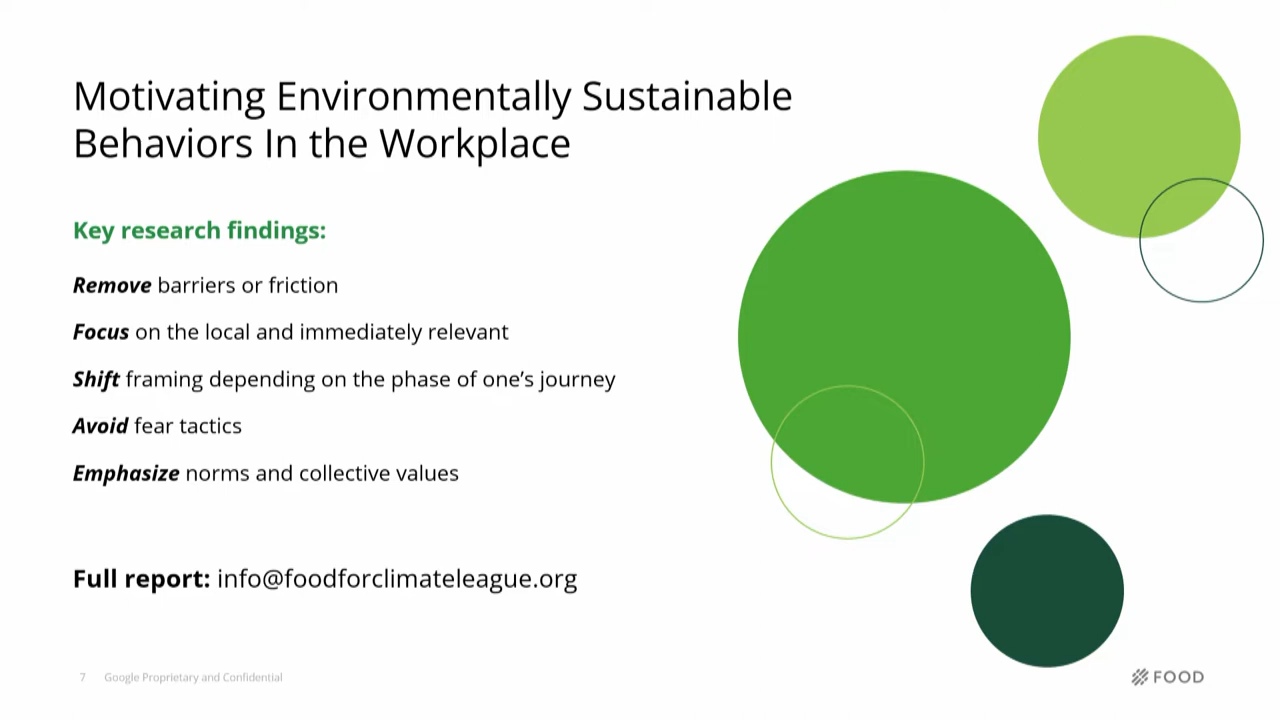 Motivating Environmentally Sustainable
Behaviors In the Workplace
Key research findings:
Remove barriers or friction
Focus on the local and immediately relevant
Shift framing depending on the phase of one’s journey
Avoid fear tactics
Emphasize norms and collective values
Full report: info@foodforclimateleague.org
7 Google Proprietary and Confidential
FOOD